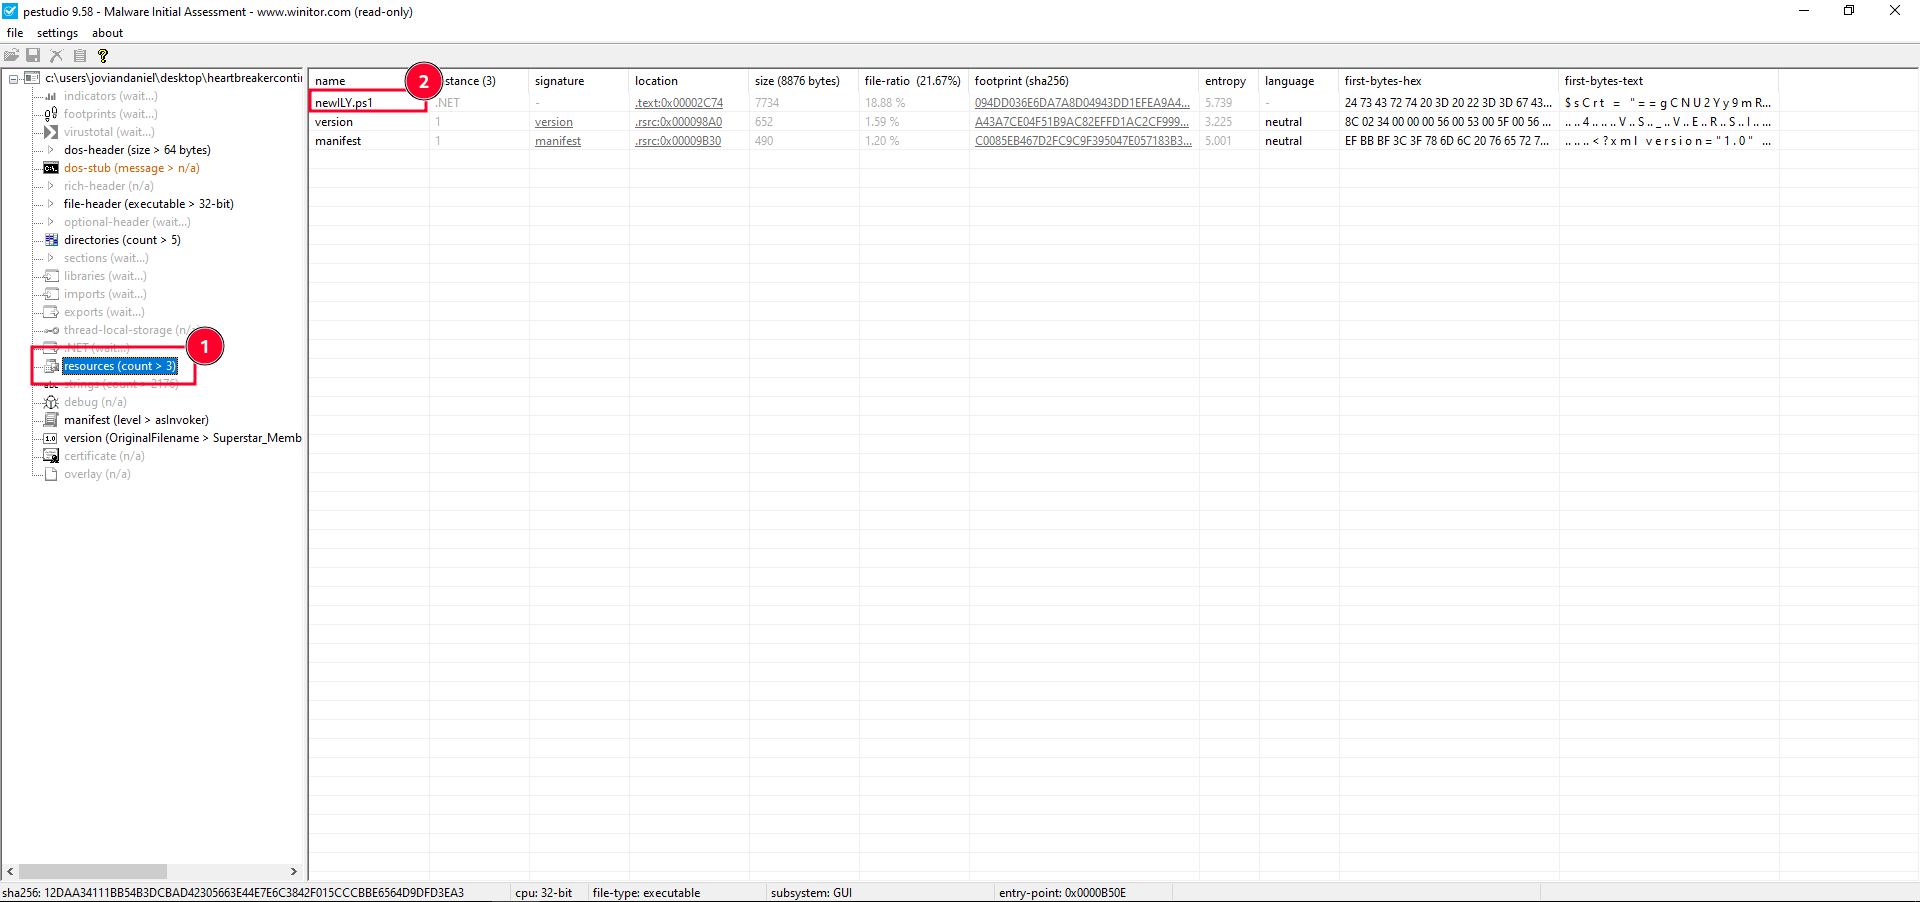 pestudio 9.58 - Malware Initial Assessment - www.winitor.com (read-only)
file settings about
c:\users\joviandaniel\desktop\heartbreakerconti
indicators (wait...)
footprints (wait...)
virustotal (wait...)
dos-header (size > 64 bytes)
dos-stub (message > n/a)
rich-header (n/a)
file-header (executable > 32-bit)
optional-header (wait...)
directories (count > 5)
sections (wait...)
libraries (wait...)
imports (wait...)
exports (wait...)
thread-local-storage (n/a
.NET (wait...)
1
resources (count > 3)
strings (count > 2176)
debug (n/a)
manifest (level > asInvoker)
version (OriginalFilename > Superstar_Memb
certificate (n/a)
overlay (n/a)
name 2 stance (3) signature location size (8876 bytes) file-ratio (21.67%) footprint (sha256) entropy language first-bytes-hex first-bytes-text
newILY.ps1 .NET - .text:0x00002C74 7734 18.88 % 094DD036E6DA7A8D04943DD1EFEA9A4... 5.739 - 24 73 43 72 74 20 3D 20 22 3D 3D 67 43... $ s C r t = " = = g C N U 2 Y y 9 m R...
version 1 version .rsrc:0x000098A0 652 1.59 % A43A7CE04F51B9AC82EFFD1AC2CF999... 3.225 neutral 8C 02 34 00 00 00 56 00 53 00 5F 00 56 ... .. .. 4 .. .. .. V .. S .. _ .. V .. E .. R .. S .. I .. ...
manifest 1 manifest .rsrc:0x00009B30 490 1.20 % C0085EB467D2FC9C9F395047E057183B3... 5.001 neutral EF BB BF 3C 3F 78 6D 6C 20 76 65 72 7... .. .. .. < ? x m l v e r s i o n = " 1 . 0 " ...
sha256: 12DAA34111BB54B3DCBAD42305663E44E7E6C3842F015CCCBBE6564D9DFD3EA3 cpu: 32-bit file-type: executable subsystem: GUI entry-point: 0x0000B50E